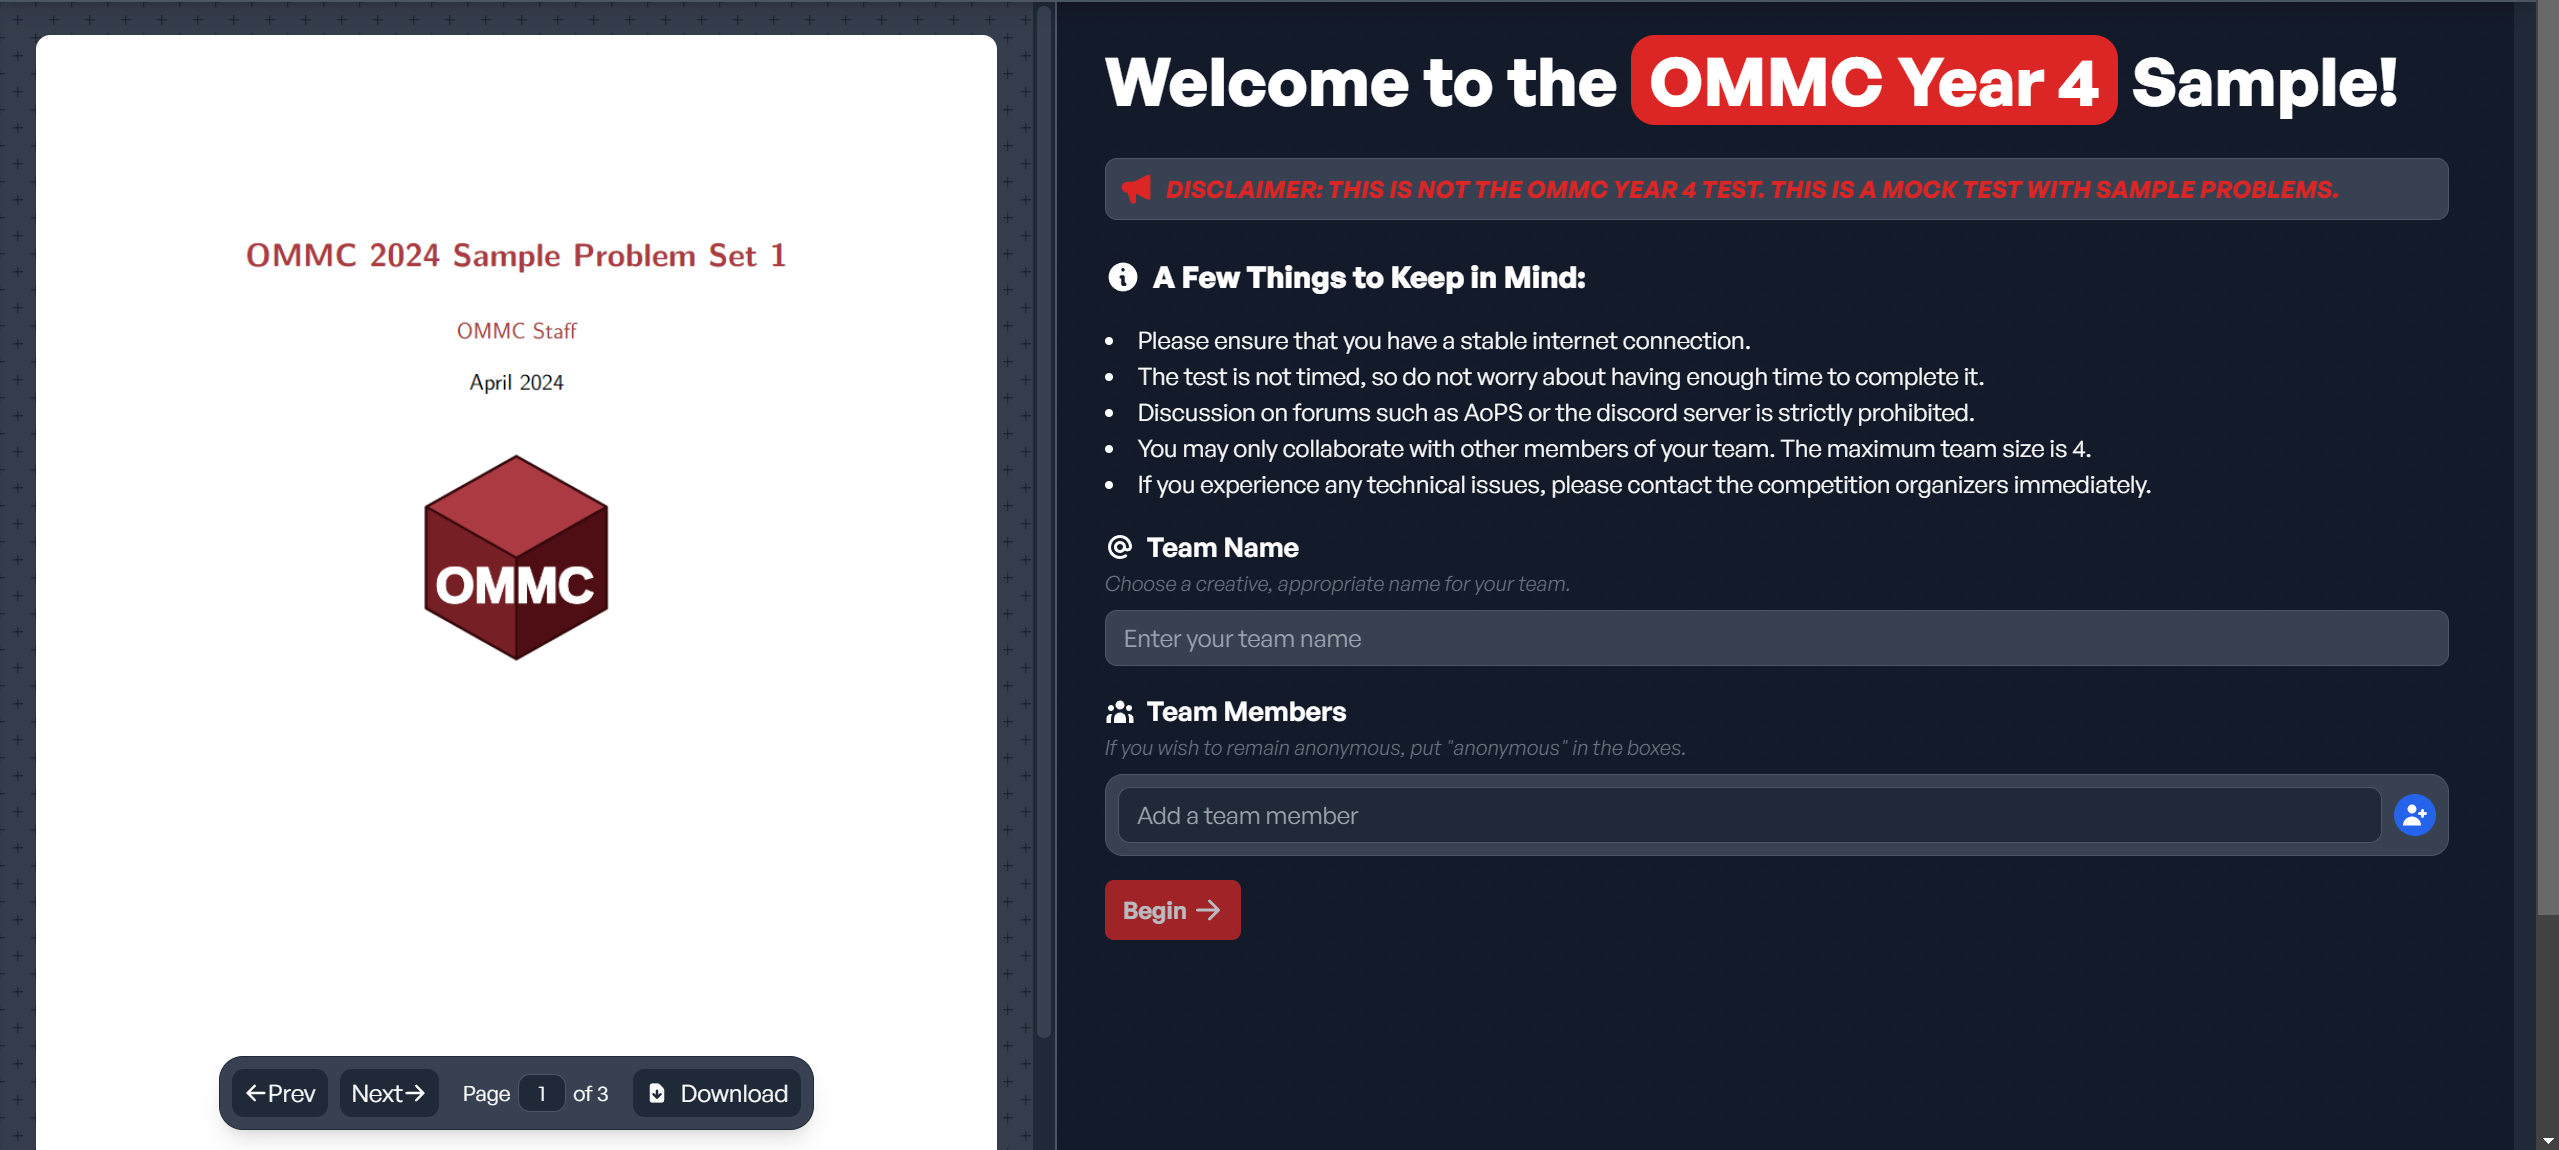 OMMC 2024 Sample Problem Set 1
OMMC Staff
April 2024
OMMC
←Prev
Next→
Page 1 of 3
Download
Welcome to the OMMC Year 4 Sample!
DISCLAIMER: THIS IS NOT THE OMMC YEAR 4 TEST. THIS IS A MOCK TEST WITH SAMPLE PROBLEMS.
A Few Things to Keep in Mind:
• Please ensure that you have a stable internet connection.
• The test is not timed, so do not worry about having enough time to complete it.
• Discussion on forums such as AoPS or the discord server is strictly prohibited.
• You may only collaborate with other members of your team. The maximum team size is 4.
• If you experience any technical issues, please contact the competition organizers immediately.
@ Team Name
Choose a creative, appropriate name for your team.
Enter your team name
Team Members
If you wish to remain anonymous, put "anonymous" in the boxes.
Add a team member
Begin →